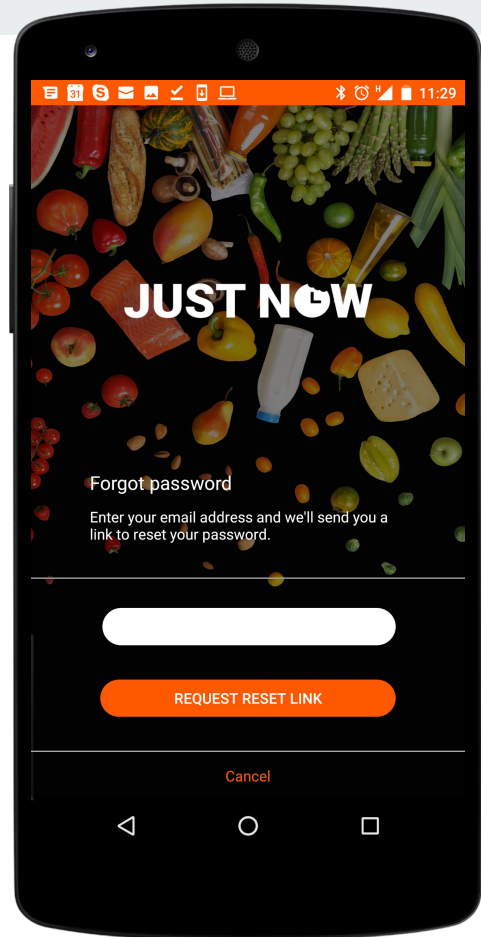 31
11:29
JUST NOW
Forgot password
Enter your email address and we'll send you a
link to reset your password.
REQUEST RESET LINK
Cancel